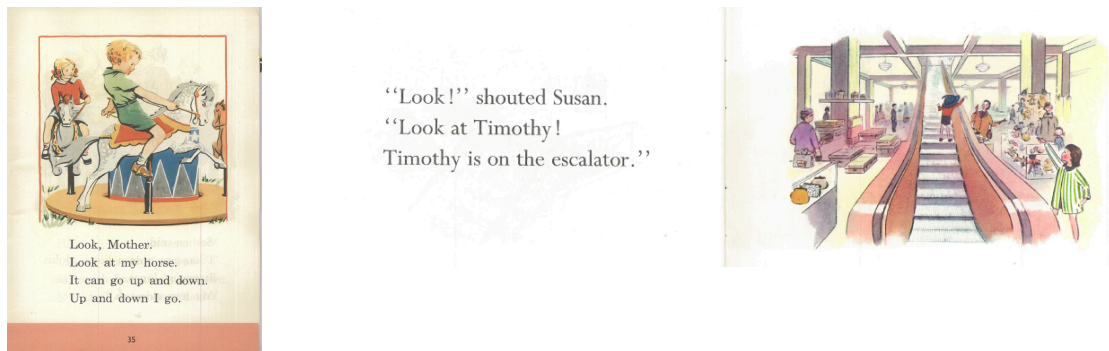 Look, Mother.
Look at my horse.
It can go up and down.
Up and down I go.
35
“Look!” shouted Susan.
“Look at Timothy!
Timothy is on the escalator.”